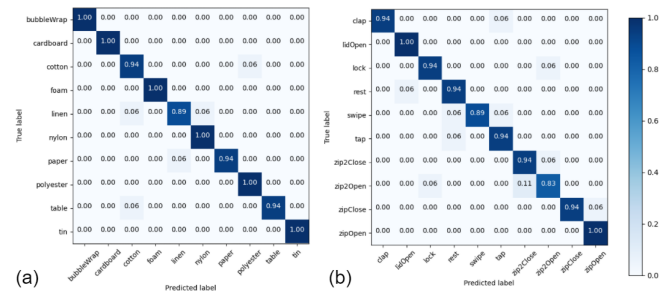 True label
bubbleWrap 1.00 0.00 0.00 0.00 0.00 0.00 0.00 0.00 0.00 0.00
cardboard 0.00 1.00 0.00 0.00 0.00 0.00 0.00 0.00 0.00 0.00
cotton 0.00 0.00 0.94 0.00 0.00 0.00 0.00 0.06 0.00 0.00
foam 0.00 0.00 0.00 1.00 0.00 0.00 0.00 0.00 0.00 0.00
linen 0.00 0.00 0.06 0.00 0.89 0.06 0.00 0.00 0.00 0.00
nylon 0.00 0.00 0.00 0.00 0.00 1.00 0.00 0.00 0.00 0.00
paper 0.00 0.00 0.00 0.00 0.06 0.00 0.94 0.00 0.00 0.00
polyester 0.00 0.00 0.00 0.00 0.00 0.00 0.00 1.00 0.00 0.00
table 0.00 0.00 0.06 0.00 0.00 0.00 0.00 0.00 0.94 0.00
tin 0.00 0.00 0.00 0.00 0.00 0.00 0.00 0.00 0.00 1.00
bubbleWrap cardboard cotton foam linen nylon paper polyester table tin
Predicted label
(a)
True label
clap 0.94 0.00 0.00 0.00 0.00 0.06 0.00 0.00 0.00 0.00
lidOpen 0.00 1.00 0.00 0.00 0.00 0.00 0.00 0.00 0.00 0.00
lock 0.00 0.00 0.94 0.00 0.00 0.00 0.00 0.06 0.00 0.00
rest 0.00 0.06 0.00 0.94 0.00 0.00 0.00 0.00 0.00 0.00
swipe 0.00 0.00 0.00 0.06 0.89 0.06 0.00 0.00 0.00 0.00
tap 0.00 0.00 0.00 0.06 0.00 0.94 0.00 0.00 0.00 0.00
zip2Close 0.00 0.00 0.00 0.00 0.00 0.00 0.94 0.06 0.00 0.00
zip2Open 0.00 0.00 0.06 0.00 0.00 0.00 0.11 0.83 0.00 0.00
zipClose 0.00 0.00 0.00 0.00 0.00 0.00 0.00 0.00 0.94 0.06
zipOpen 0.00 0.00 0.00 0.00 0.00 0.00 0.00 0.00 0.00 1.00
clap lidOpen lock rest swipe tap zip2Close zip2Open zipClose zipOpen
Predicted label
(b)
1.0
0.8
0.6
0.4
0.2
0.0